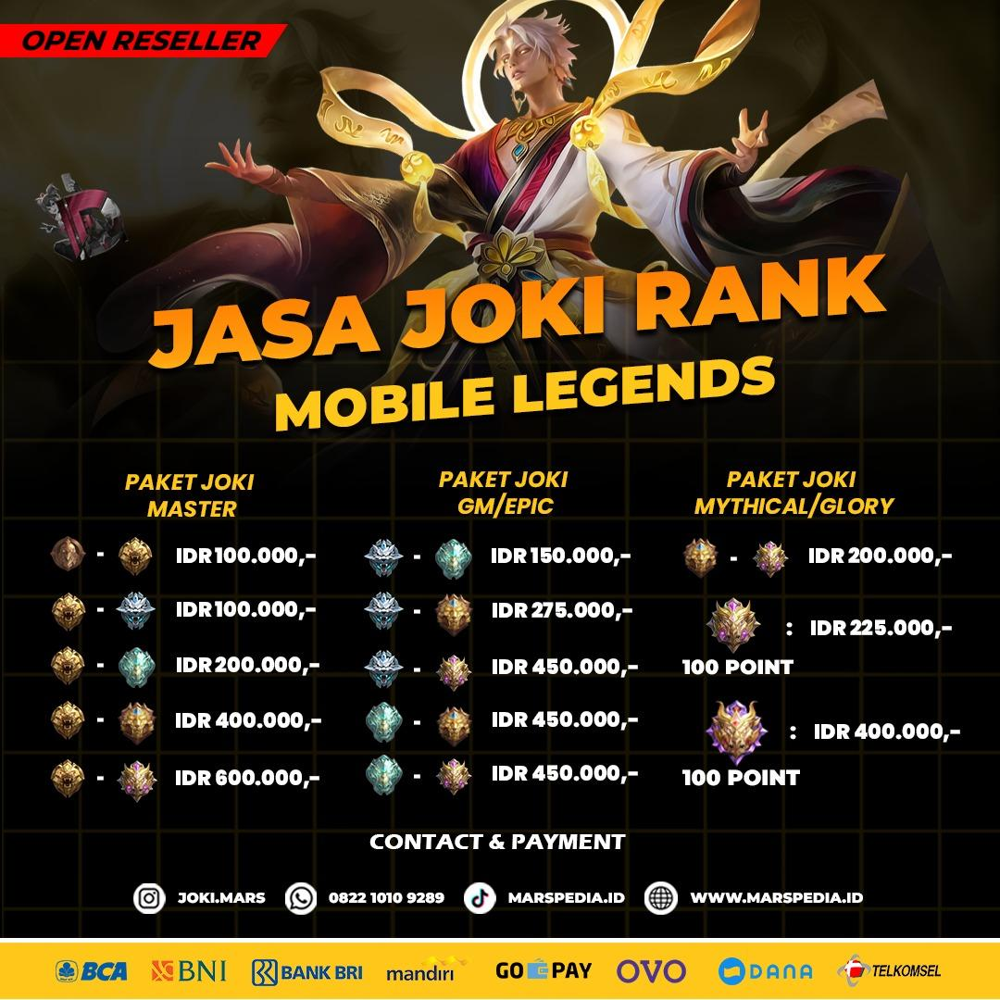 OPEN RESELLER
JASA JOKI RANK
MOBILE LEGENDS
PAKET JOKI
MASTER
- IDR 100.000,-
- IDR 100.000,-
- IDR 200.000,-
- IDR 400.000,-
- IDR 600.000,-
PAKET JOKI
GM/EPIC
- IDR 150.000,-
- IDR 275.000,-
- IDR 450.000,-
- IDR 450.000,-
- IDR 450.000,-
PAKET JOKI
MYTHICAL/GLORY
- IDR 200.000,-
: IDR 225.000,-
100 POINT
: IDR 400.000,-
100 POINT
CONTACT & PAYMENT
JOKI.MARS 0822 1010 9289 MARSPEDIA.ID WWW.MARSPEDIA.ID
BCA BNI BANK BRI mandiri GO PAY OVO DANA TELKOMSEL